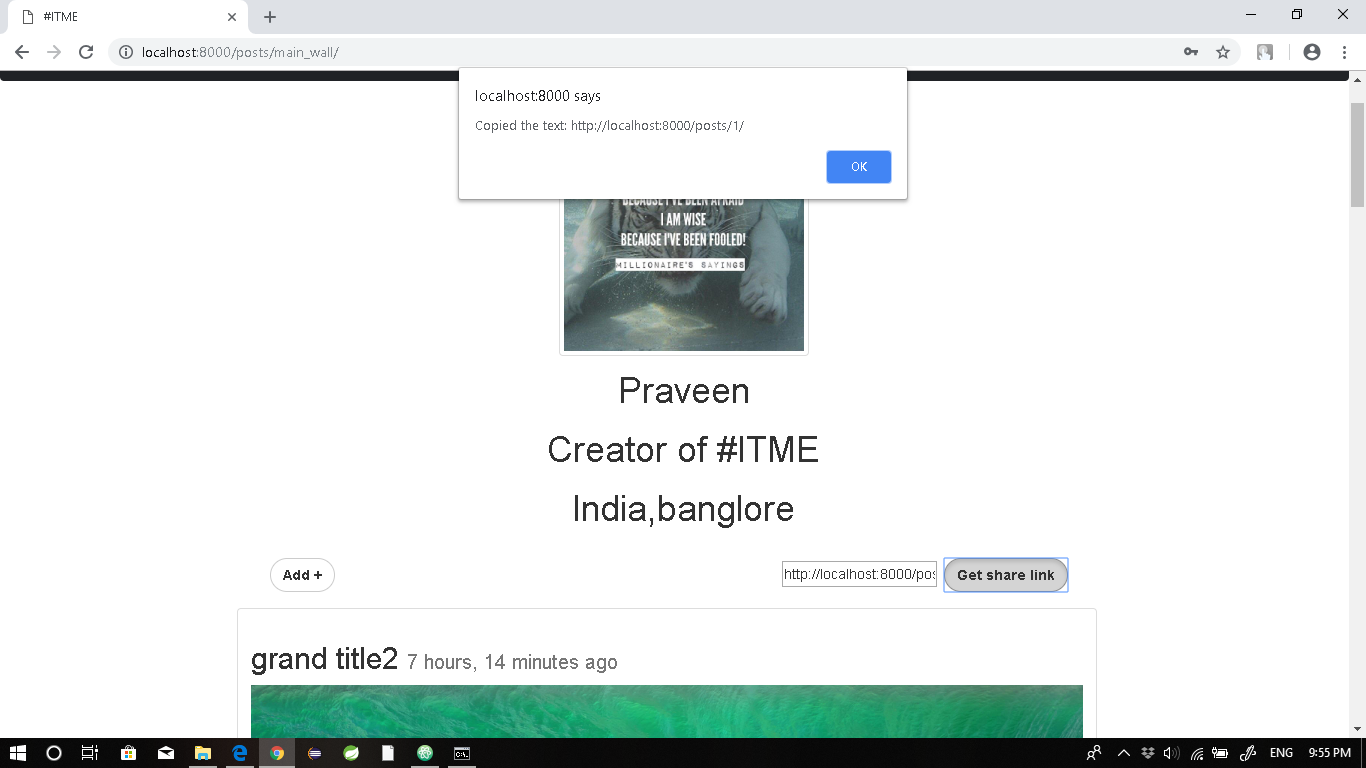 #ITME
localhost:8000/posts/main_wall/
localhost:8000 says
Copied the text: http://localhost:8000/posts/1/
OK
BECAUSE I'VE BEEN AFRAID
I AM WISE
BECAUSE I'VE BEEN FOOLED!
MILLIONAIRE'S SAYINGS
Praveen
Creator of #ITME
India,banglore
Add + http://localhost:8000/pos Get share link
grand title2 7 hours, 14 minutes ago
ENG 9:55 PM